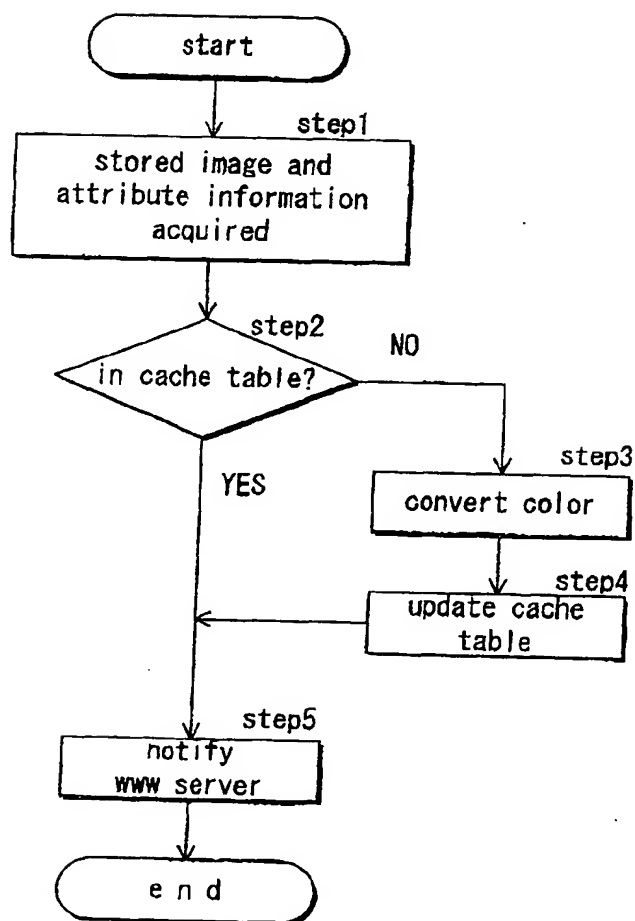 start
step1
stored image and
attribute information
acquired
step2
in cache table?
NO
YES
step3
convert color
step4
update cache
table
step5
notify
www server
end